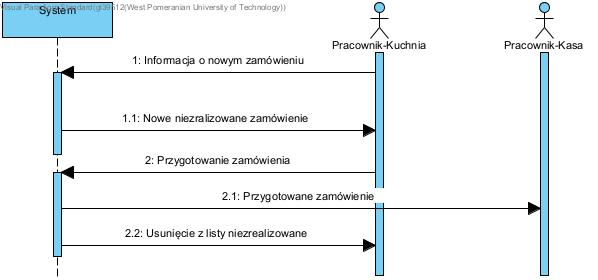 Visual Paradigm Standard(gl39512(West Pomeranian University of Technology))
System
Pracownik-Kuchnia
Pracownik-Kasa
1: Informacja o nowym zamówieniu
1.1: Nowe niezralizowane zamówienie
2: Przygotowanie zamówienia
2.1: Przygotowane zamówienie
2.2: Usunięcie z listy niezrealizowane